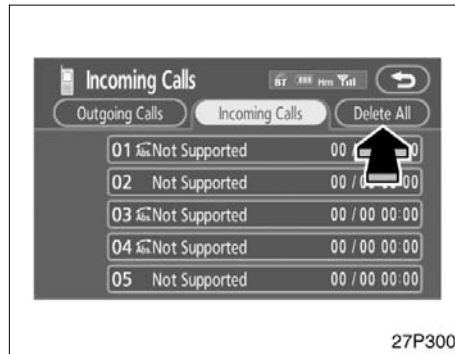 Incoming Calls BT Hm
Outgoing Calls Incoming Calls Delete All
01 Not Supported 00 /
02 Not Supported 00 /
03 Not Supported 00 / 00 00:00
04 Not Supported 00 / 00 00:00
05 Not Supported 00 / 00 00:00
27P300